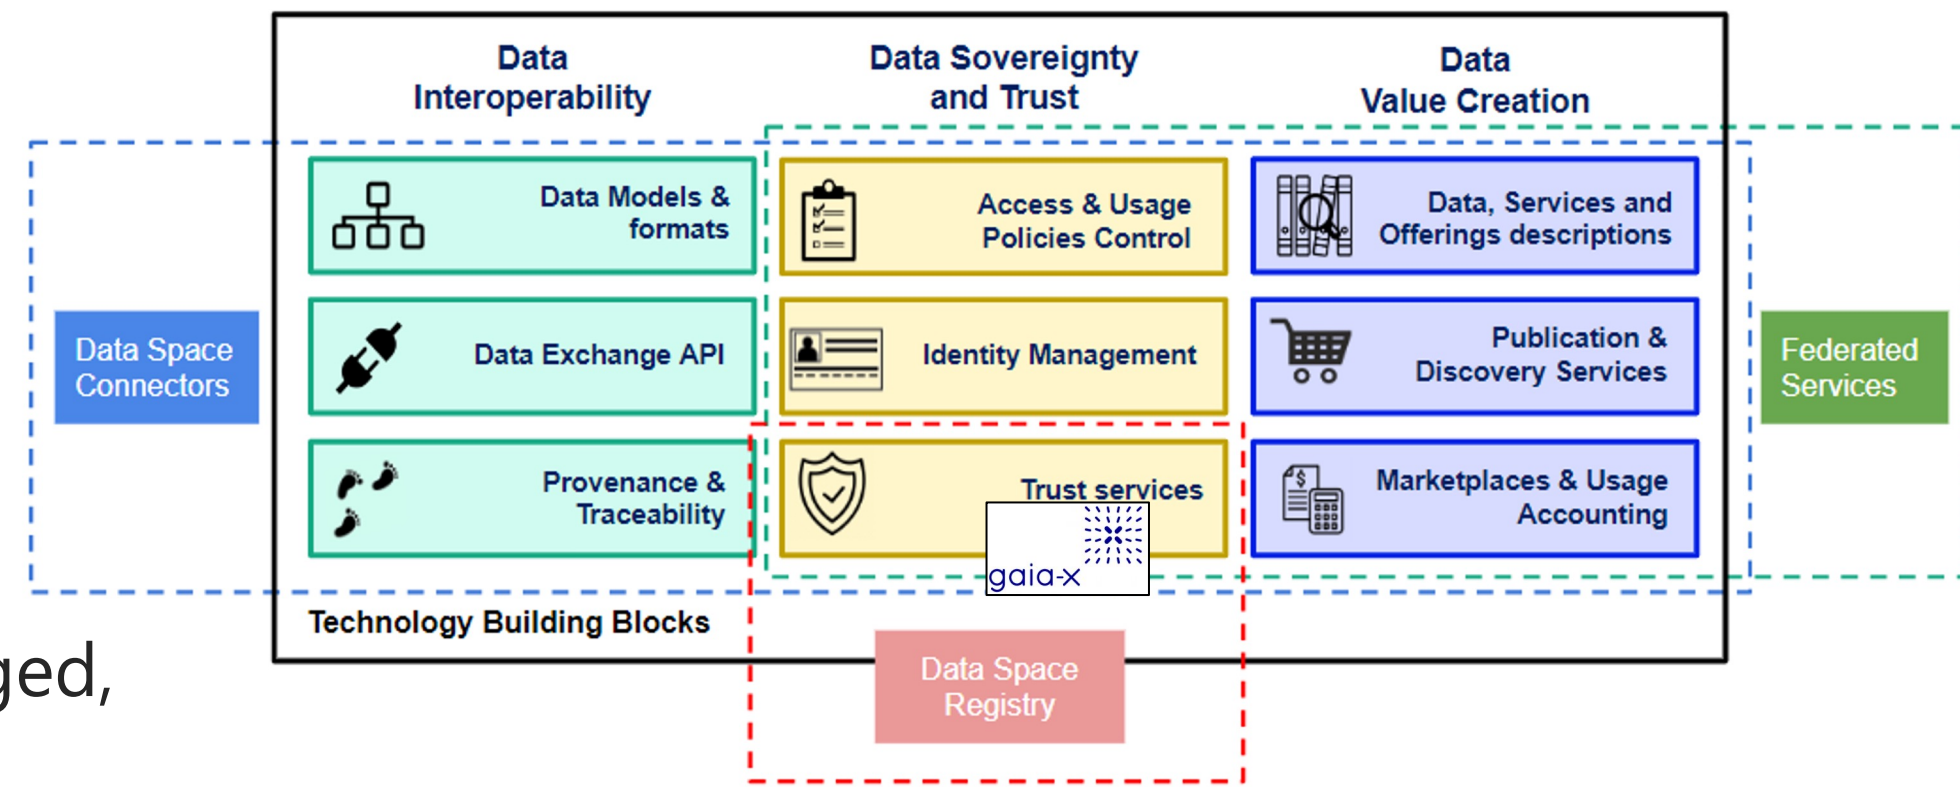 Data
Interoperability
Data Sovereignty
and Trust
Data
Value Creation
Data Models &
formats
Access & Usage
Policies Control
Data, Services and
Offerings descriptions
Data Space
Connectors
Data Exchange API
Identity Management
Publication &
Discovery Services
Federated
Services
Provenance &
Traceability
Trust services
gaia-x
Marketplaces & Usage
Accounting
Technology Building Blocks
ged,
Data Space
Registry